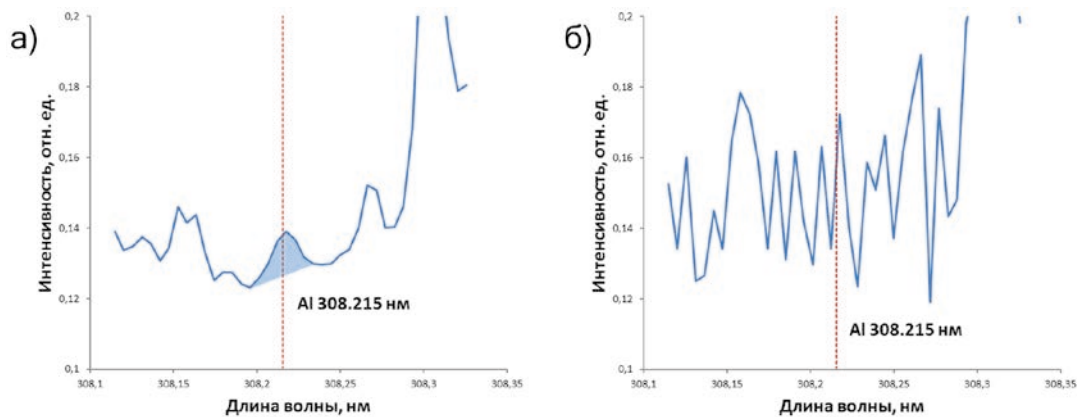 а)
Интенсивность, отн. ед.
0,2
0,18
0,16
0,14
0,12
0,1
Al 308.215 нм
308,1 308,15 308,2 308,25 308,3 308,35
Длина волны, нм
б)
Интенсивность, отн. ед.
0,2
0,18
0,16
0,14
0,12
0,1
Al 308.215 нм
308,1 308,15 308,2 308,25 308,3 308,35
Длина волны, нм